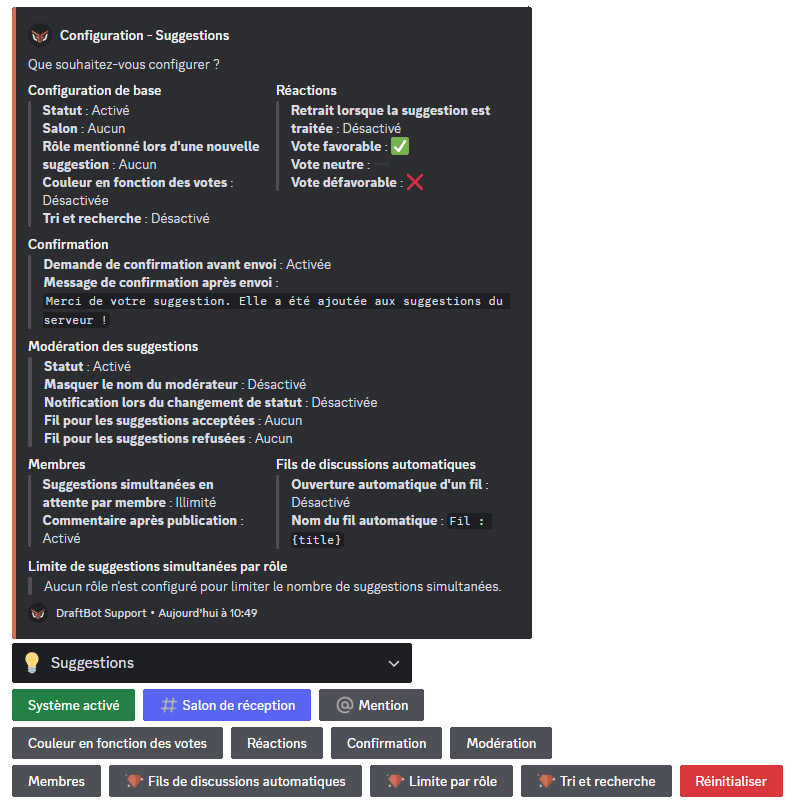 Configuration - Suggestions
Que souhaitez-vous configurer ?
Configuration de base
Statut : Activé
Salon : Aucun
Rôle mentionné lors d'une nouvelle
suggestion : Aucun
Couleur en fonction des votes :
Désactivée
Tri et recherche : Désactivé
Réactions
Retrait lorsque la suggestion est
traitée : Désactivé
Vote favorable :
Vote neutre :
Vote défavorable :
Confirmation
Demande de confirmation avant envoi : Activée
Message de confirmation après envoi :
Merci de votre suggestion. Elle a été ajoutée aux suggestions du
serveur !
Modération des suggestions
Statut : Activé
Masquer le nom du modérateur : Désactivé
Notification lors du changement de statut : Désactivée
Fil pour les suggestions acceptées : Aucun
Fil pour les suggestions refusées : Aucun
Membres
Suggestions simultanées en
attente par membre : Illimité
Commentaire après publication :
Activé
Fils de discussions automatiques
Ouverture automatique d'un fil :
Désactivé
Nom du fil automatique : Fil :
{title}
Limite de suggestions simultanées par rôle
Aucun rôle n'est configuré pour limiter le nombre de suggestions simultanées.
DraftBot Support • Aujourd'hui à 10:49
Suggestions
Système activé
Salon de réception
Mention
Couleur en fonction des votes
Réactions
Confirmation
Modération
Membres
Fils de discussions automatiques
Limite par rôle
Tri et recherche
Réinitialiser